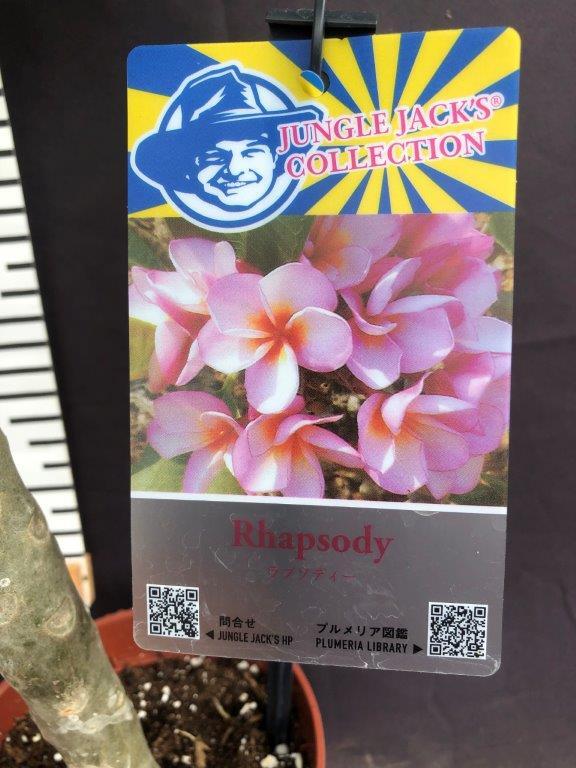 JUNGLE JACK'S®
COLLECTION
Rhapsody
ラプソディー
問合せ
◀ JUNGLE JACK'S HP
プルメリア図鑑
PLUMERIA LIBRARY ▶